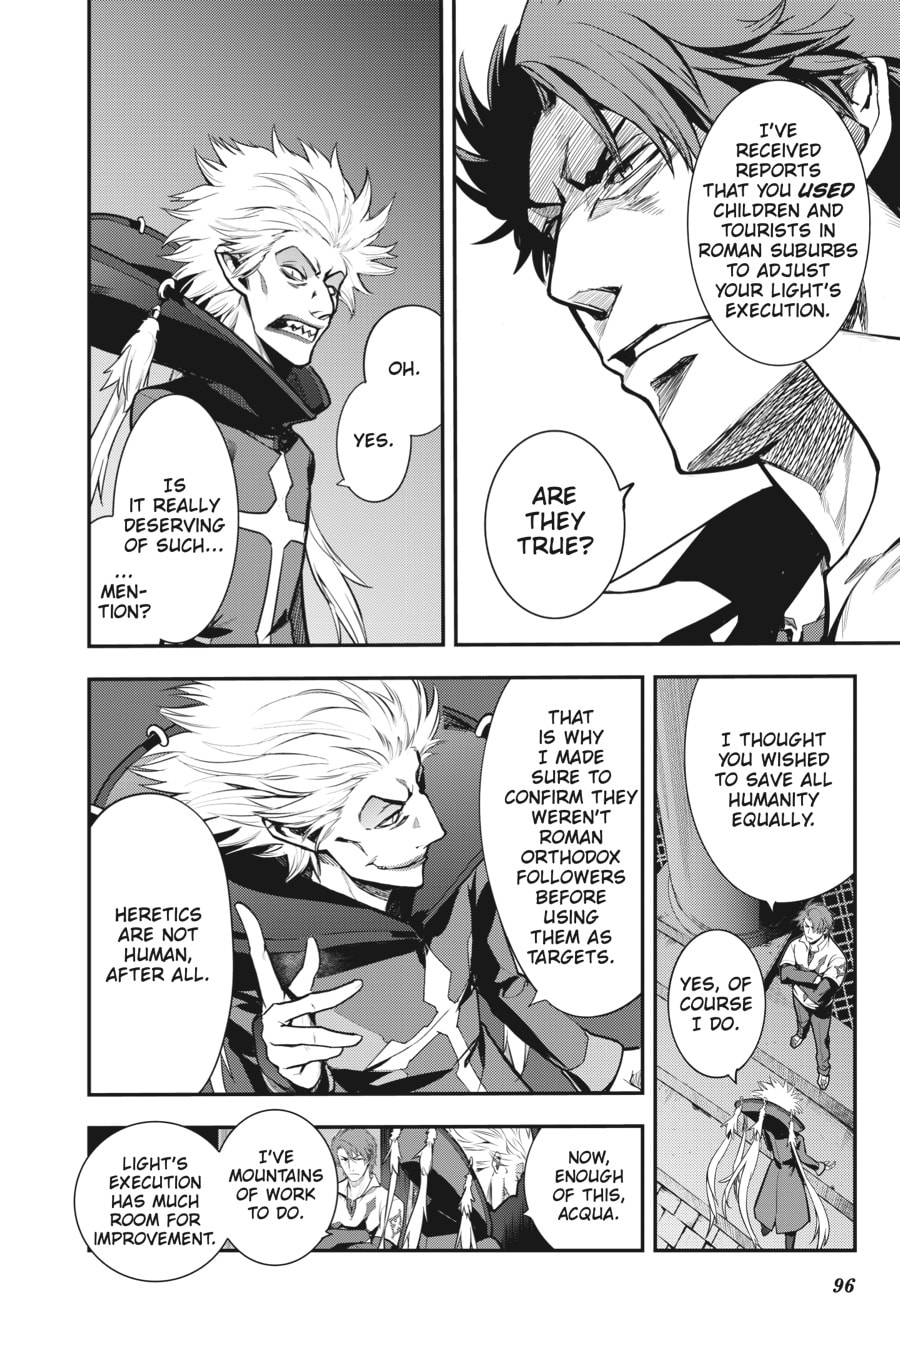 I'VE
RECEIVED
REPORTS
THAT YOU USED
CHILDREN AND
TOURISTS IN
ROMAN SUBURBS
TO ADJUST
YOUR LIGHT'S
EXECUTION.
ARE
THEY
TRUE?
OH.
YES.
IS
IT REALLY
DESERVING
OF SUCH...
...
MEN-
TION?
I THOUGHT
YOU WISHED
TO SAVE ALL
HUMANITY
EQUALLY.
YES, OF
COURSE
I DO.
THAT
IS WHY
I MADE
SURE TO
CONFIRM THEY
WEREN'T
ROMAN
ORTHODOX
FOLLOWERS
BEFORE
USING
THEM AS
TARGETS.
HERETICS
ARE NOT
HUMAN,
AFTER ALL.
NOW,
ENOUGH
OF THIS,
ACQUA.
I'VE
MOUNTAINS
OF WORK
TO DO.
LIGHT'S
EXECUTION
HAS MUCH
ROOM FOR
IMPROVEMENT.
96